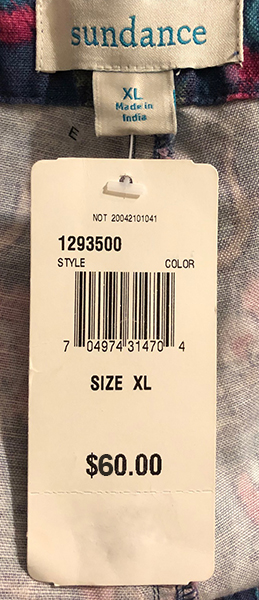 sundance
XL
Made in
India
E
NOT 20042101041
1293500
STYLE COLOR
7 04974 31470 4
SIZE XL
$60.00